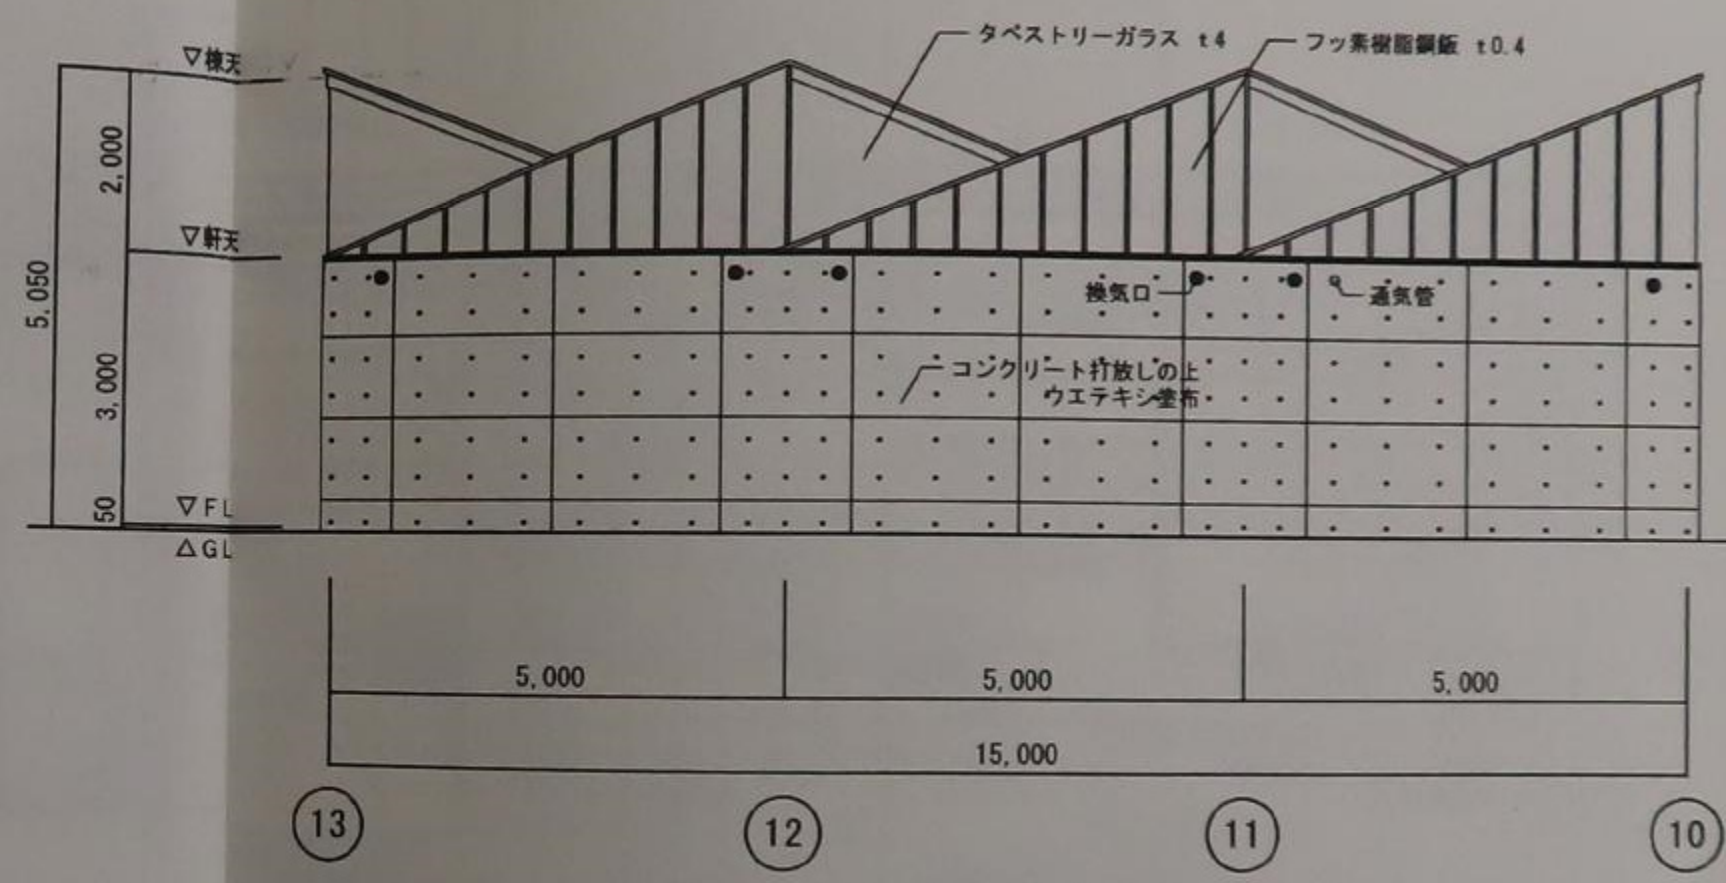 タペストリーガラス t4
フッ素樹脂鋼鈑 t0.4
▽棟天
2,000
▽軒天
5,050
換気口
通気管
3,000
コンクリート打放しの上
ウエテキシ塗布
50
▽FL
△GL
5,000
5,000
5,000
15,000
13
12
11
10